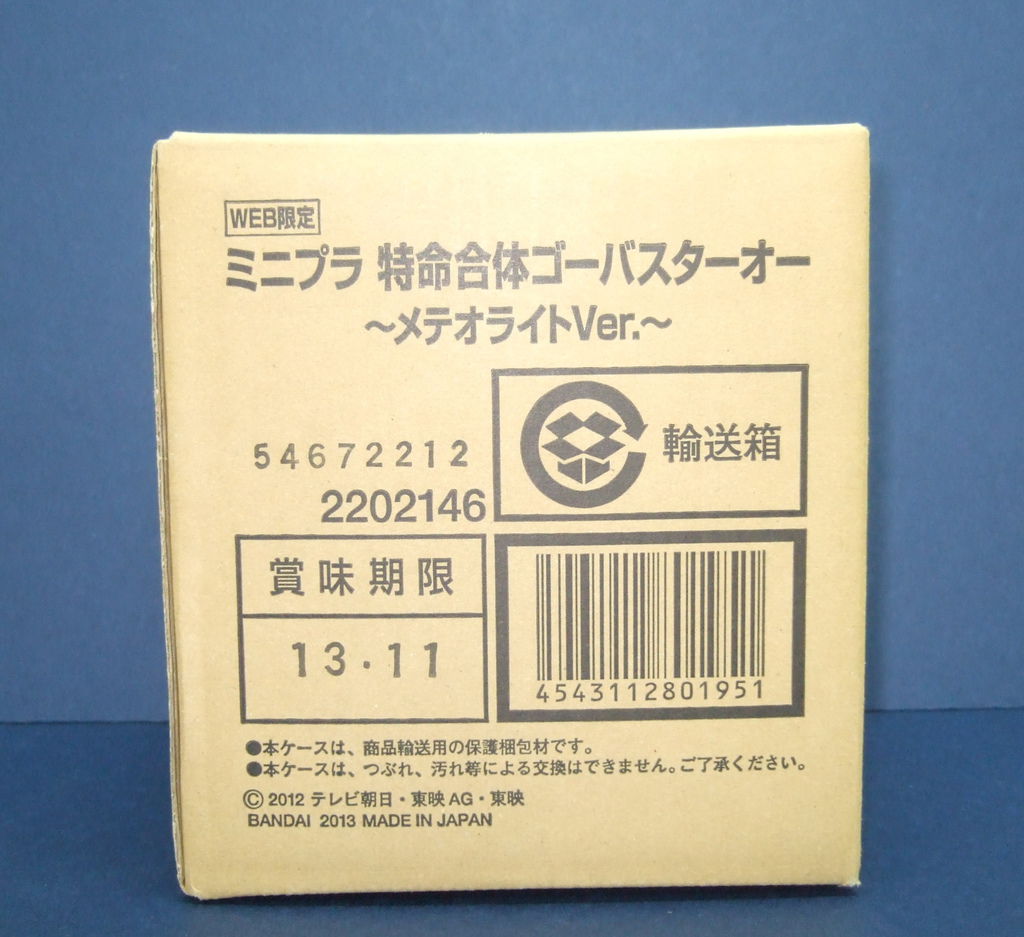 WEB限定
ミニプラ 特命合体ゴーバスターオー
～メテオライトVer.～
輸送箱
54672212
2202146
賞味期限
13.11
4543112801951
●本ケースは、商品輸送用の保護梱包材です。
●本ケースは、つぶれ、汚れ等による交換はできません。ご了承ください。
© 2012 テレビ朝日・東映AG・東映
BANDAI 2013 MADE IN JAPAN